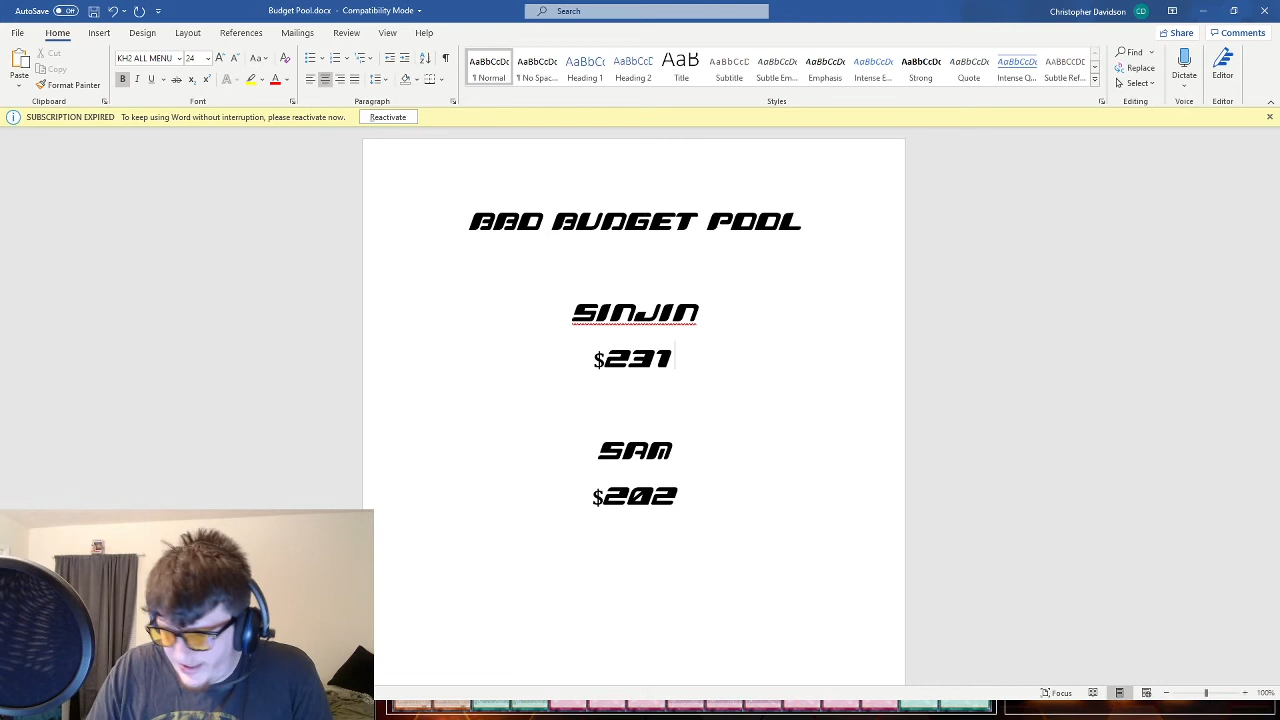 AutoSave Off Budget Pool.docx - Compatibility Mode Search Christopher Davidson CD
File Home Insert Design Layout References Mailings Review View Help Share Comments
Paste Cut Copy Format Painter
KH2 ALL MENU 24
AaBbCcDc ¶ Normal
AaBbCcDc ¶ No Spac...
AaBbCc Heading 1
AaBbCcD Heading 2
AaB Title
AaBbCcD Subtitle
AaBbCcDc Subtle Em...
AaBbCcDc Emphasis
AaBbCcDc Intense E...
AaBbCcDc Strong
AaBbCcDc Quote
AaBbCcDc Intense Q...
AaBbCcDc Subtle Ref...
Find Replace Select
Dictate Editor
Clipboard Font Paragraph Styles Editing Voice Editor
SUBSCRIPTION EXPIRED To keep using Word without interruption, please reactivate now. Reactivate
BBD BUDGET POOL
SINJIN
$231
SAM
$202
Focus 100%